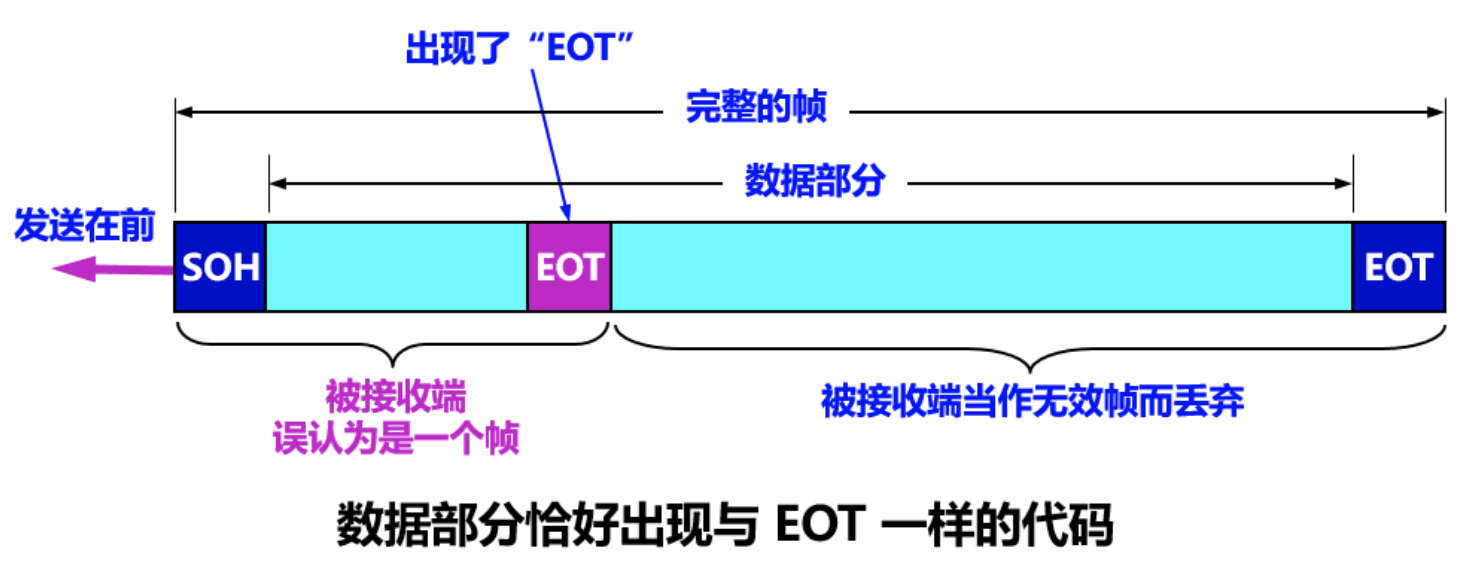 出现了“EOT”
完整的帧
数据部分
发送在前
SOH
EOT
EOT
被接收端
误认为是一个帧
被接收端当作无效帧而丢弃
数据部分恰好出现与 EOT 一样的代码